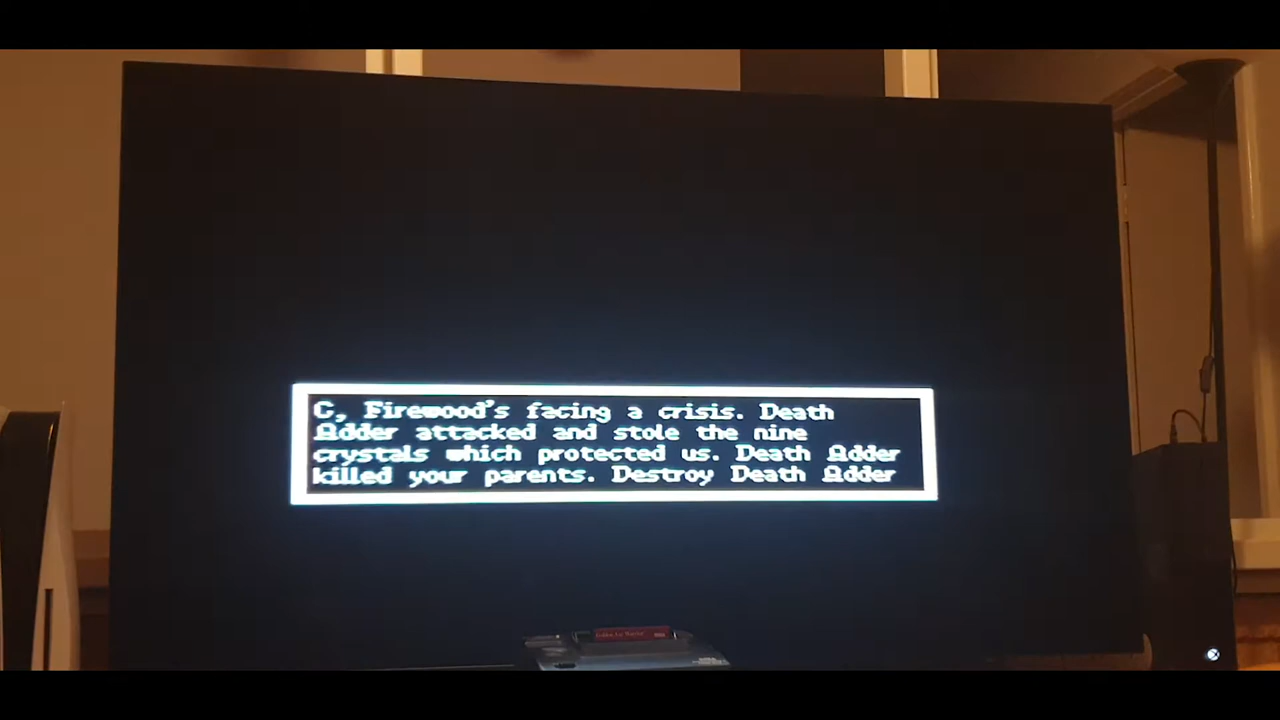 C, Firewood's facing a crisis. Death
Adder attacked and stole the nine
crystals which protected us. Death Adder
killed your parents. Destroy Death Adder